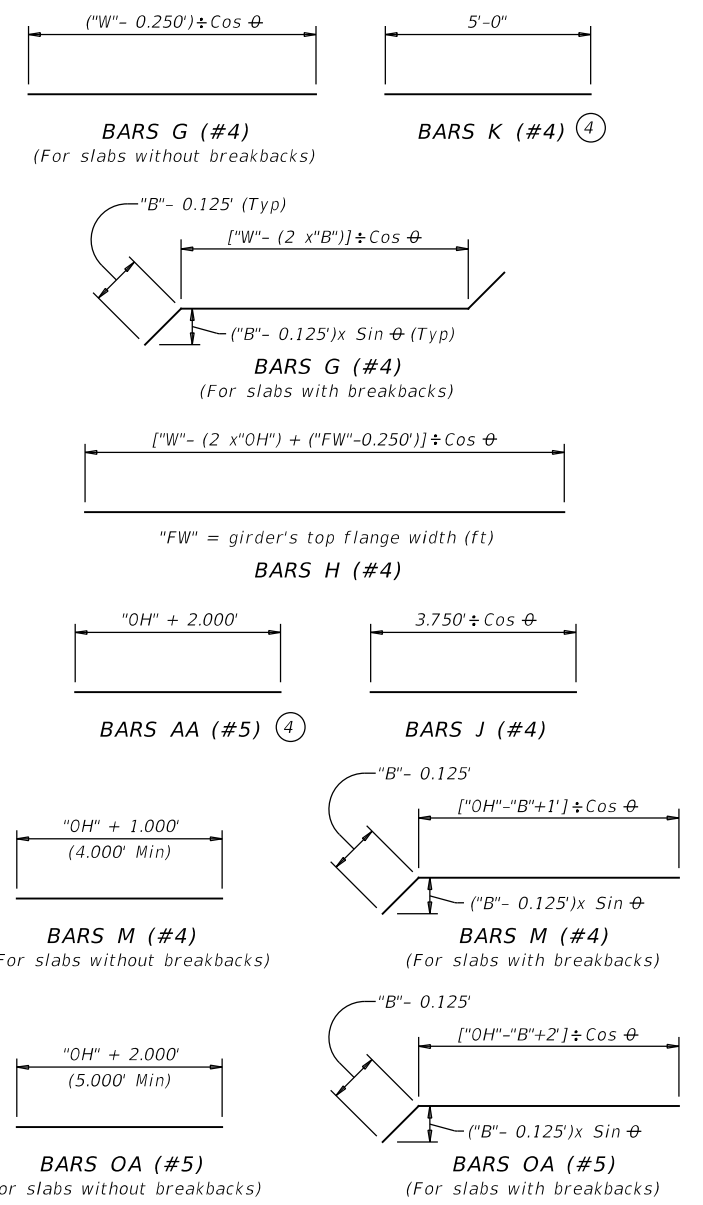 ("W"– 0.250')÷Cos θ
5'–0"
BARS G (#4)
BARS K (#4) 4
(For slabs without breakbacks)
"B"– 0.125' (Typ)
["W"– (2 x"B")]÷Cos θ
("B"– 0.125')x Sin θ (Typ)
BARS G (#4)
(For slabs with breakbacks)
["W"– (2 x"OH") + ("FW"–0.250')]÷Cos θ
"FW" = girder's top flange width (ft)
BARS H (#4)
"OH" + 2.000'
3.750'÷Cos θ
BARS AA (#5) 4
BARS J (#4)
"B"– 0.125'
["OH"–"B"+1']÷Cos θ
"OH" + 1.000'
(4.000' Min)
("B"– 0.125')x Sin θ
BARS M (#4)
BARS M (#4)
For slabs without breakbacks)
(For slabs with breakbacks)
"B"– 0.125'
["OH"–"B"+2']÷Cos θ
"OH" + 2.000'
(5.000' Min)
("B"– 0.125')x Sin θ
BARS OA (#5)
BARS OA (#5)
or slabs without breakbacks)
(For slabs with breakbacks)